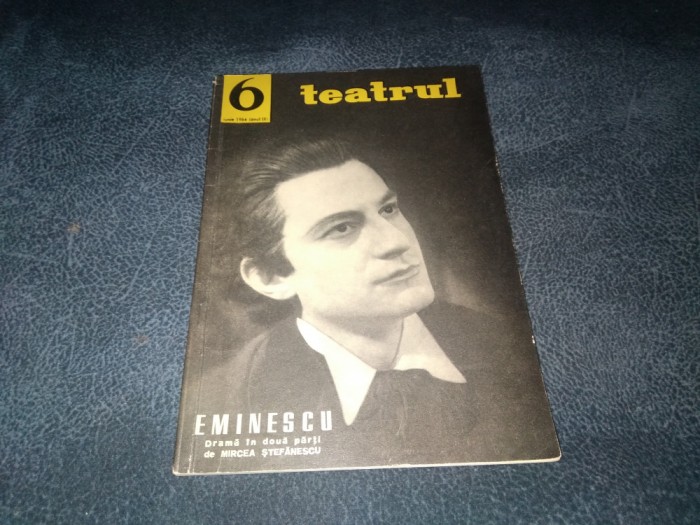 6
teatrul
EMINESCU
Dramă în două părți
de MIRCEA ȘTEFĂNESCU